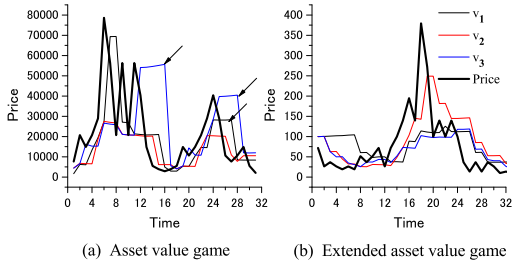 80000
70000
60000
50000
40000
30000
20000
10000
0
Price
0 4 8 12 16 20 24 28 32
Time
400
350
300
250
200
150
100
50
0
Price
0 4 8 12 16 20 24 28 32
Time
v1
v2
v3
Price
(a) Asset value game
(b) Extended asset value game